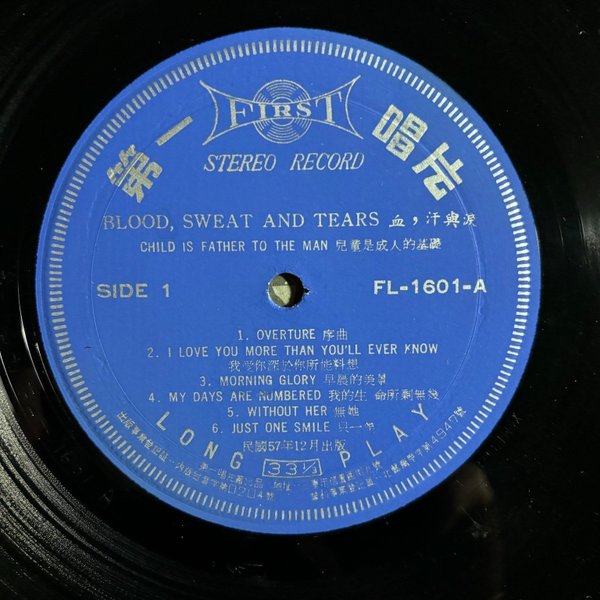 FIRST
第一唱片
STEREO RECORD
BLOOD, SWEAT AND TEARS 血，汗與淚
CHILD IS FATHER TO THE MAN 兒童是成人的基礎
SIDE 1
FL-1601-A
1. OVERTURE 序曲
2. I LOVE YOU MORE THAN YOU'LL EVER KNOW
我愛你深於你所能料想
3. MORNING GLORY 早晨的美景
4. MY DAYS ARE NUMBERED 我的生 命所剩無幾
5. WITHOUT HER 無她
6. JUST ONE SMILE 只一笑
民國57年12月出版
LONG PLAY
33⅓